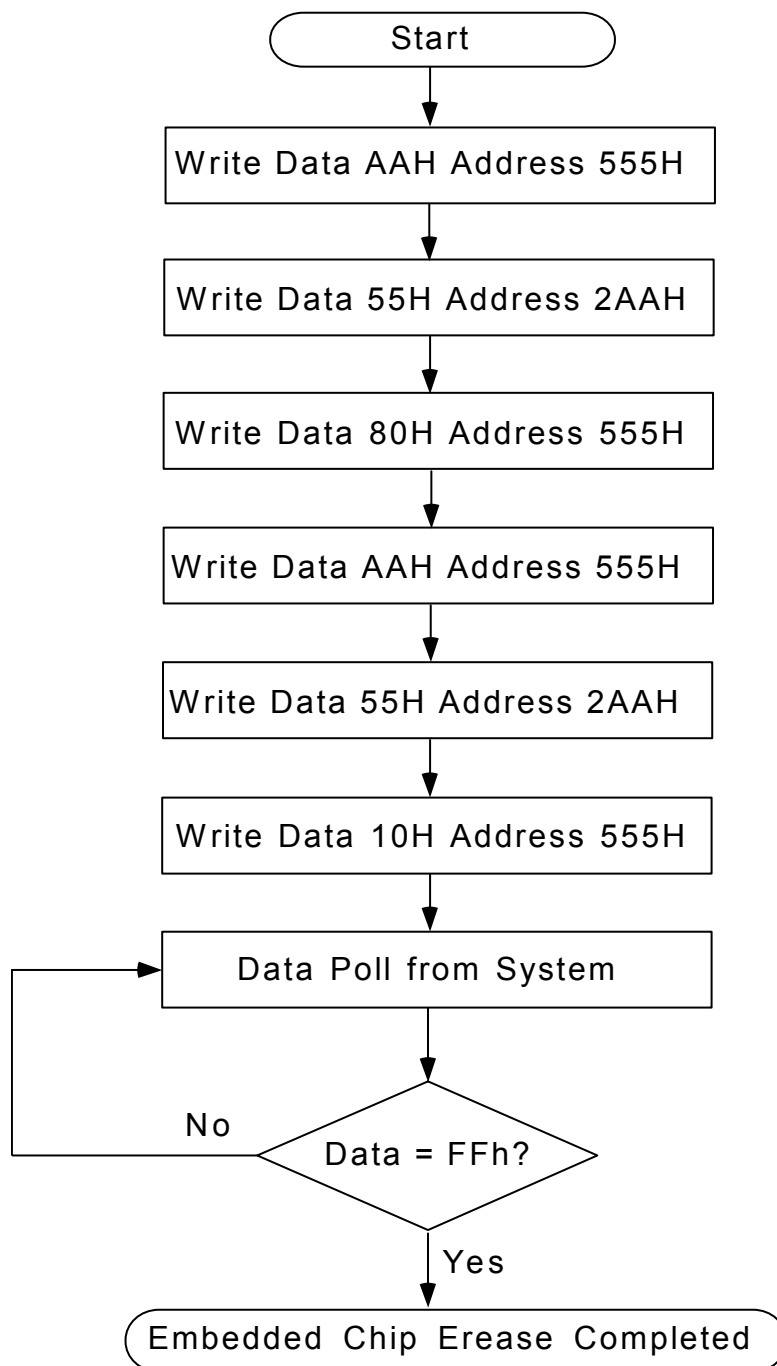 Start
Write Data AAH Address 555H
Write Data 55H Address 2AAH
Write Data 80H Address 555H
Write Data AAH Address 555H
Write Data 55H Address 2AAH
Write Data 10H Address 555H
Data Poll from System
No
Data = FFh?
Yes
Embedded Chip Erease Completed